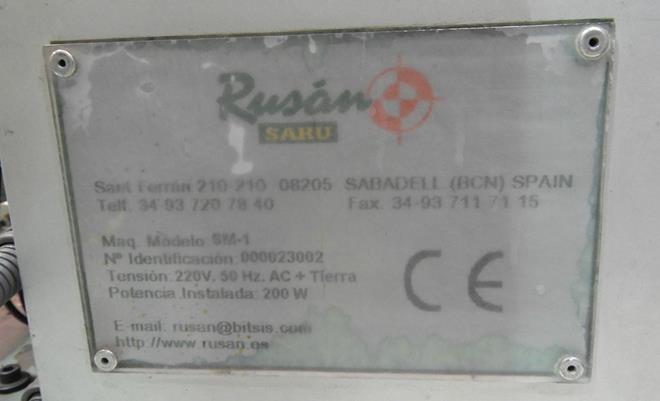 Rusán
SARU
Sant Ferrán 210-210 08205 SABADELL (BCN) SPAIN
Telf. 34-93 720 78 40 Fax. 34-93 711 71 15
Maq. Modelo SM-1
Nº Identificación: 000023002
Tensión: 220V. 50 Hz. AC + Tierra
Potencia Instalada: 200 W
CE
E-mail: rusan@bitsis.com
http://www.rusan.es